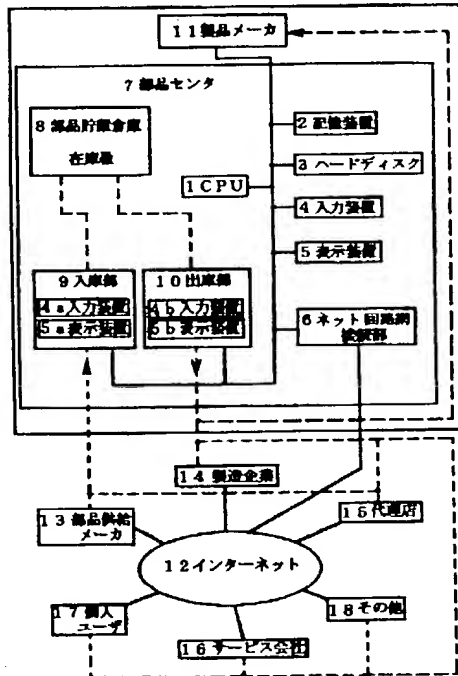 11製品メーカ
7部品センタ
8部品貯蔵倉庫
在庫量
2記憶装置
3ハードディスク
1CPU
4入力装置
5表示装置
9入庫部
4a入力装置
5a表示装置
10出庫部
4b入力装置
5b表示装置
6ネット回路網
接続部
14製造企業
13部品供給
メーカ
15代理店
12インターネット
17個人
ユーザ
18その他
16サービス会社